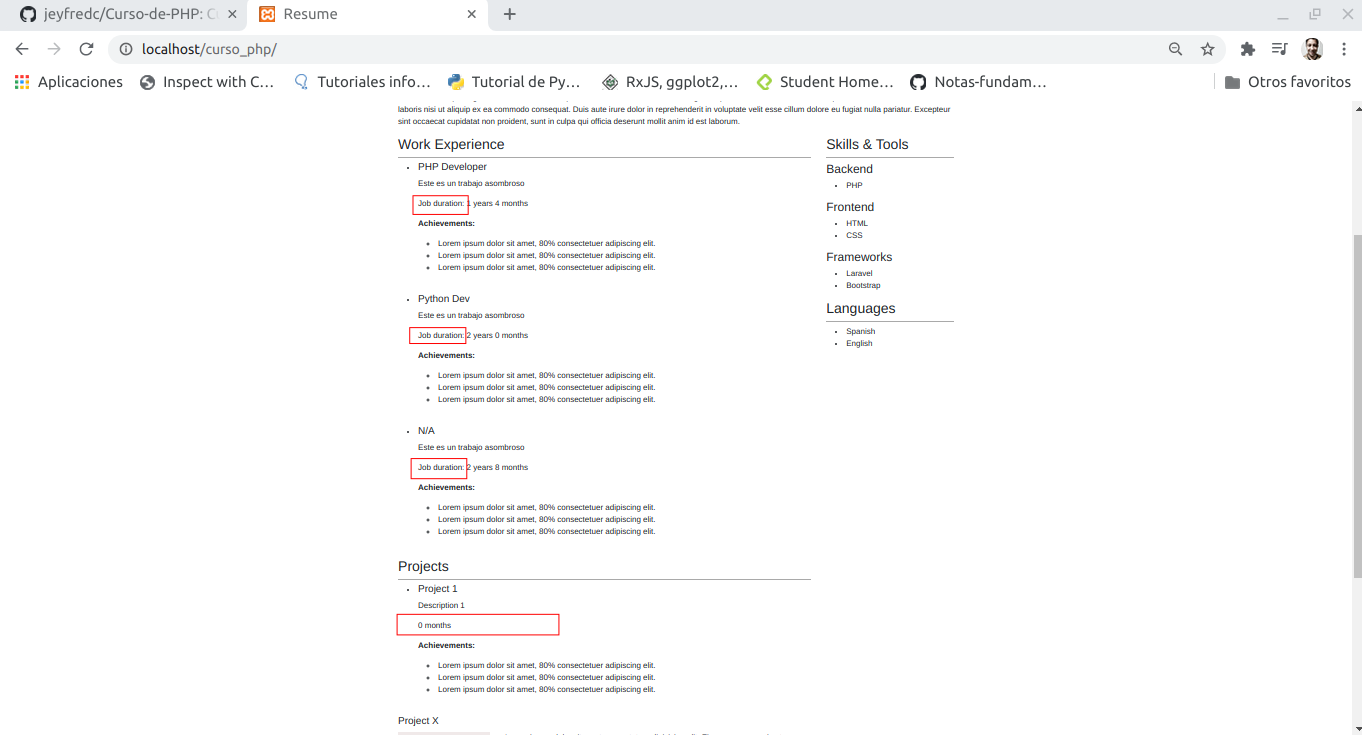 jeyfredc/Curso-de-PHP: C
Resume
localhost/curso_php/
Aplicaciones
Inspect with C...
Tutoriales info...
Tutorial de Py...
RxJS, ggplot2,...
Student Home...
Notas-fundam...
Otros favoritos
laboris nisi ut aliquip ex ea commodo consequat. Duis aute irure dolor in reprehenderit in voluptate velit esse cillum dolore eu fugiat nulla pariatur. Excepteur
sint occaecat cupidatat non proident, sunt in culpa qui officia deserunt mollit anim id est laborum.
Work Experience
PHP Developer
Este es un trabajo asombroso
Job duration: 1 years 4 months
Achievements:
Lorem ipsum dolor sit amet, 80% consectetuer adipiscing elit.
Lorem ipsum dolor sit amet, 80% consectetuer adipiscing elit.
Lorem ipsum dolor sit amet, 80% consectetuer adipiscing elit.
Python Dev
Este es un trabajo asombroso
Job duration: 2 years 0 months
Achievements:
Lorem ipsum dolor sit amet, 80% consectetuer adipiscing elit.
Lorem ipsum dolor sit amet, 80% consectetuer adipiscing elit.
Lorem ipsum dolor sit amet, 80% consectetuer adipiscing elit.
N/A
Este es un trabajo asombroso
Job duration: 2 years 8 months
Achievements:
Lorem ipsum dolor sit amet, 80% consectetuer adipiscing elit.
Lorem ipsum dolor sit amet, 80% consectetuer adipiscing elit.
Lorem ipsum dolor sit amet, 80% consectetuer adipiscing elit.
Projects
Project 1
Description 1
0 months
Achievements:
Lorem ipsum dolor sit amet, 80% consectetuer adipiscing elit.
Lorem ipsum dolor sit amet, 80% consectetuer adipiscing elit.
Lorem ipsum dolor sit amet, 80% consectetuer adipiscing elit.
Project X
Skills & Tools
Backend
PHP
Frontend
HTML
CSS
Frameworks
Laravel
Bootstrap
Languages
Spanish
English